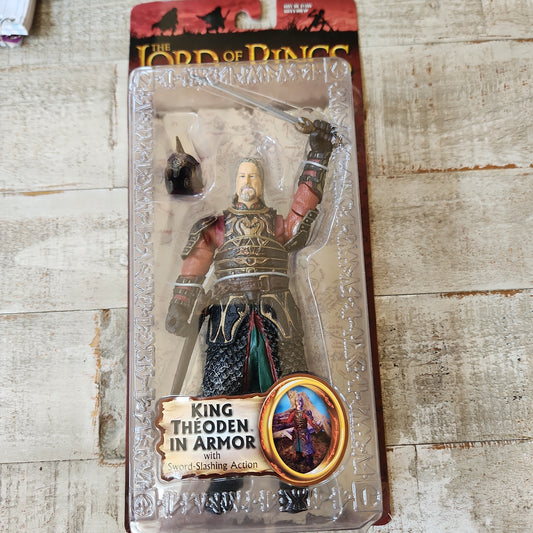 THE
LORD OF THE RINGS
KING
THÉODEN
IN ARMOR
with
Sword-Slashing Action